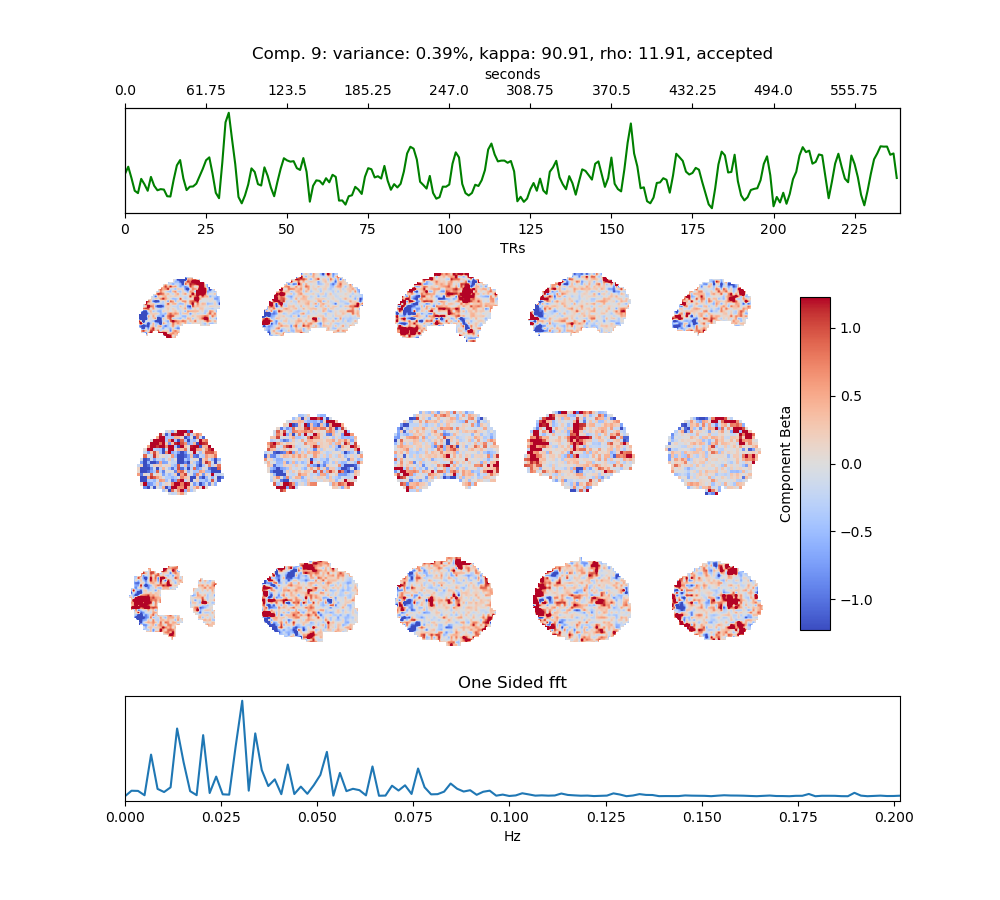 Comp. 9: variance: 0.39%, kappa: 90.91, rho: 11.91, accepted
seconds
0.0 61.75 123.5 185.25 247.0 308.75 370.5 432.25 494.0 555.75
0 25 50 75 100 125 150 175 200 225
TRs
1.0
0.5
0.0
−0.5
−1.0
Component Beta
One Sided fft
0.000 0.025 0.050 0.075 0.100 0.125 0.150 0.175 0.200
Hz